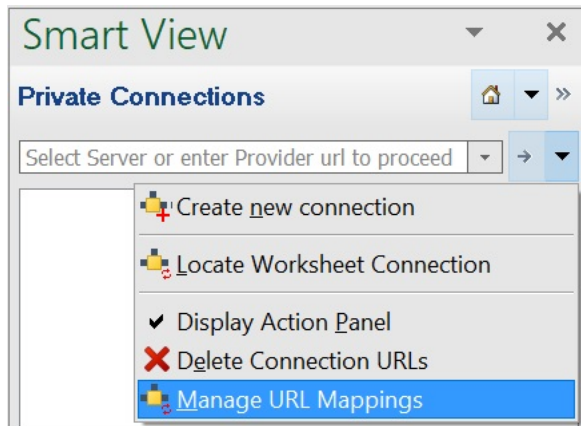 Smart View
Private Connections
Select Server or enter Provider url to proceed
Create new connection
Locate Worksheet Connection
Display Action Panel
Delete Connection URLs
Manage URL Mappings